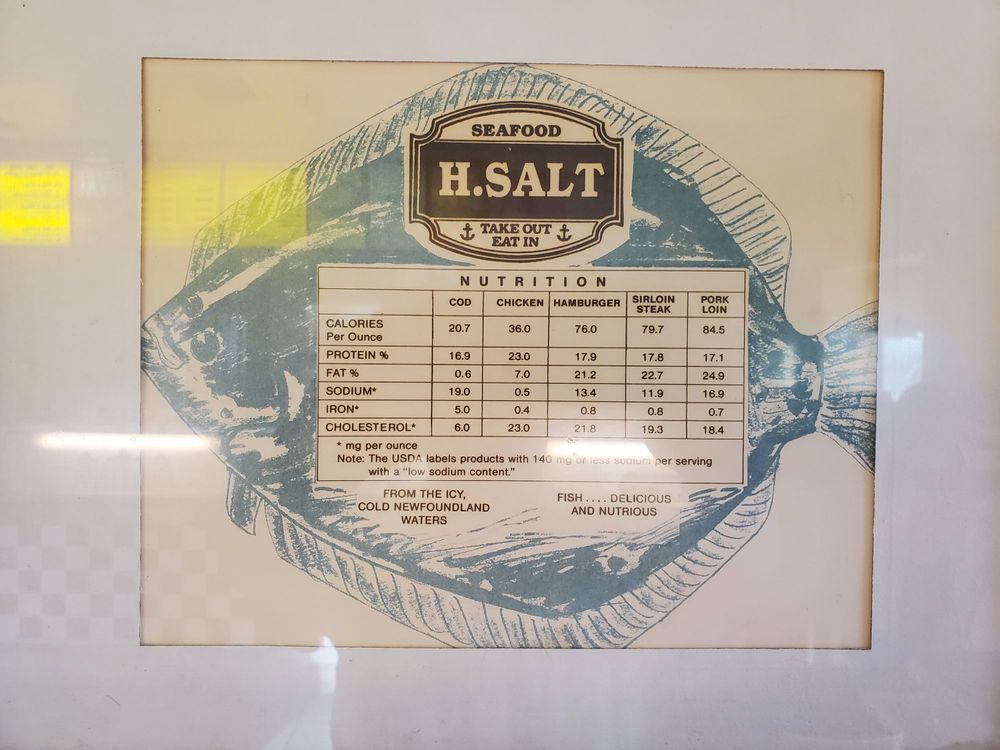 SEAFOOD
H.SALT
TAKE OUT
EAT IN
NUTRITION
COD CHICKEN HAMBURGER SIRLOIN STEAK PORK LOIN
CALORIES Per Ounce 20.7 36.0 76.0 79.7 84.5
PROTEIN % 16.9 23.0 17.9 17.8 17.1
FAT % 0.6 7.0 21.2 22.7 24.9
SODIUM* 19.0 0.5 13.4 11.9 16.9
IRON* 5.0 0.4 0.8 0.8 0.7
CHOLESTEROL* 6.0 23.0 21.8 19.3 18.4
* mg per ounce
Note: The USDA labels products with 140 mg or less sodium per serving
with a "low sodium content."
FROM THE ICY,
COLD NEWFOUNDLAND
WATERS
FISH .... DELICIOUS
AND NUTRIOUS